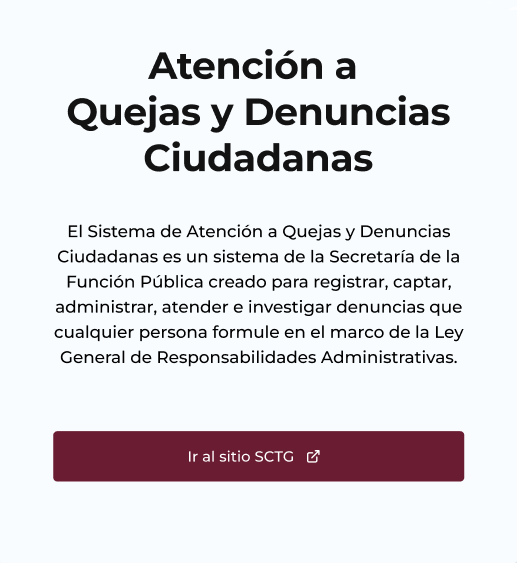 Atención a
Quejas y Denuncias
Ciudadanas
El Sistema de Atención a Quejas y Denuncias
Ciudadanas es un sistema de la Secretaría de la
Función Pública creado para registrar, captar,
administrar, atender e investigar denuncias que
cualquier persona formule en el marco de la Ley
General de Responsabilidades Administrativas.
Ir al sitio SCTG